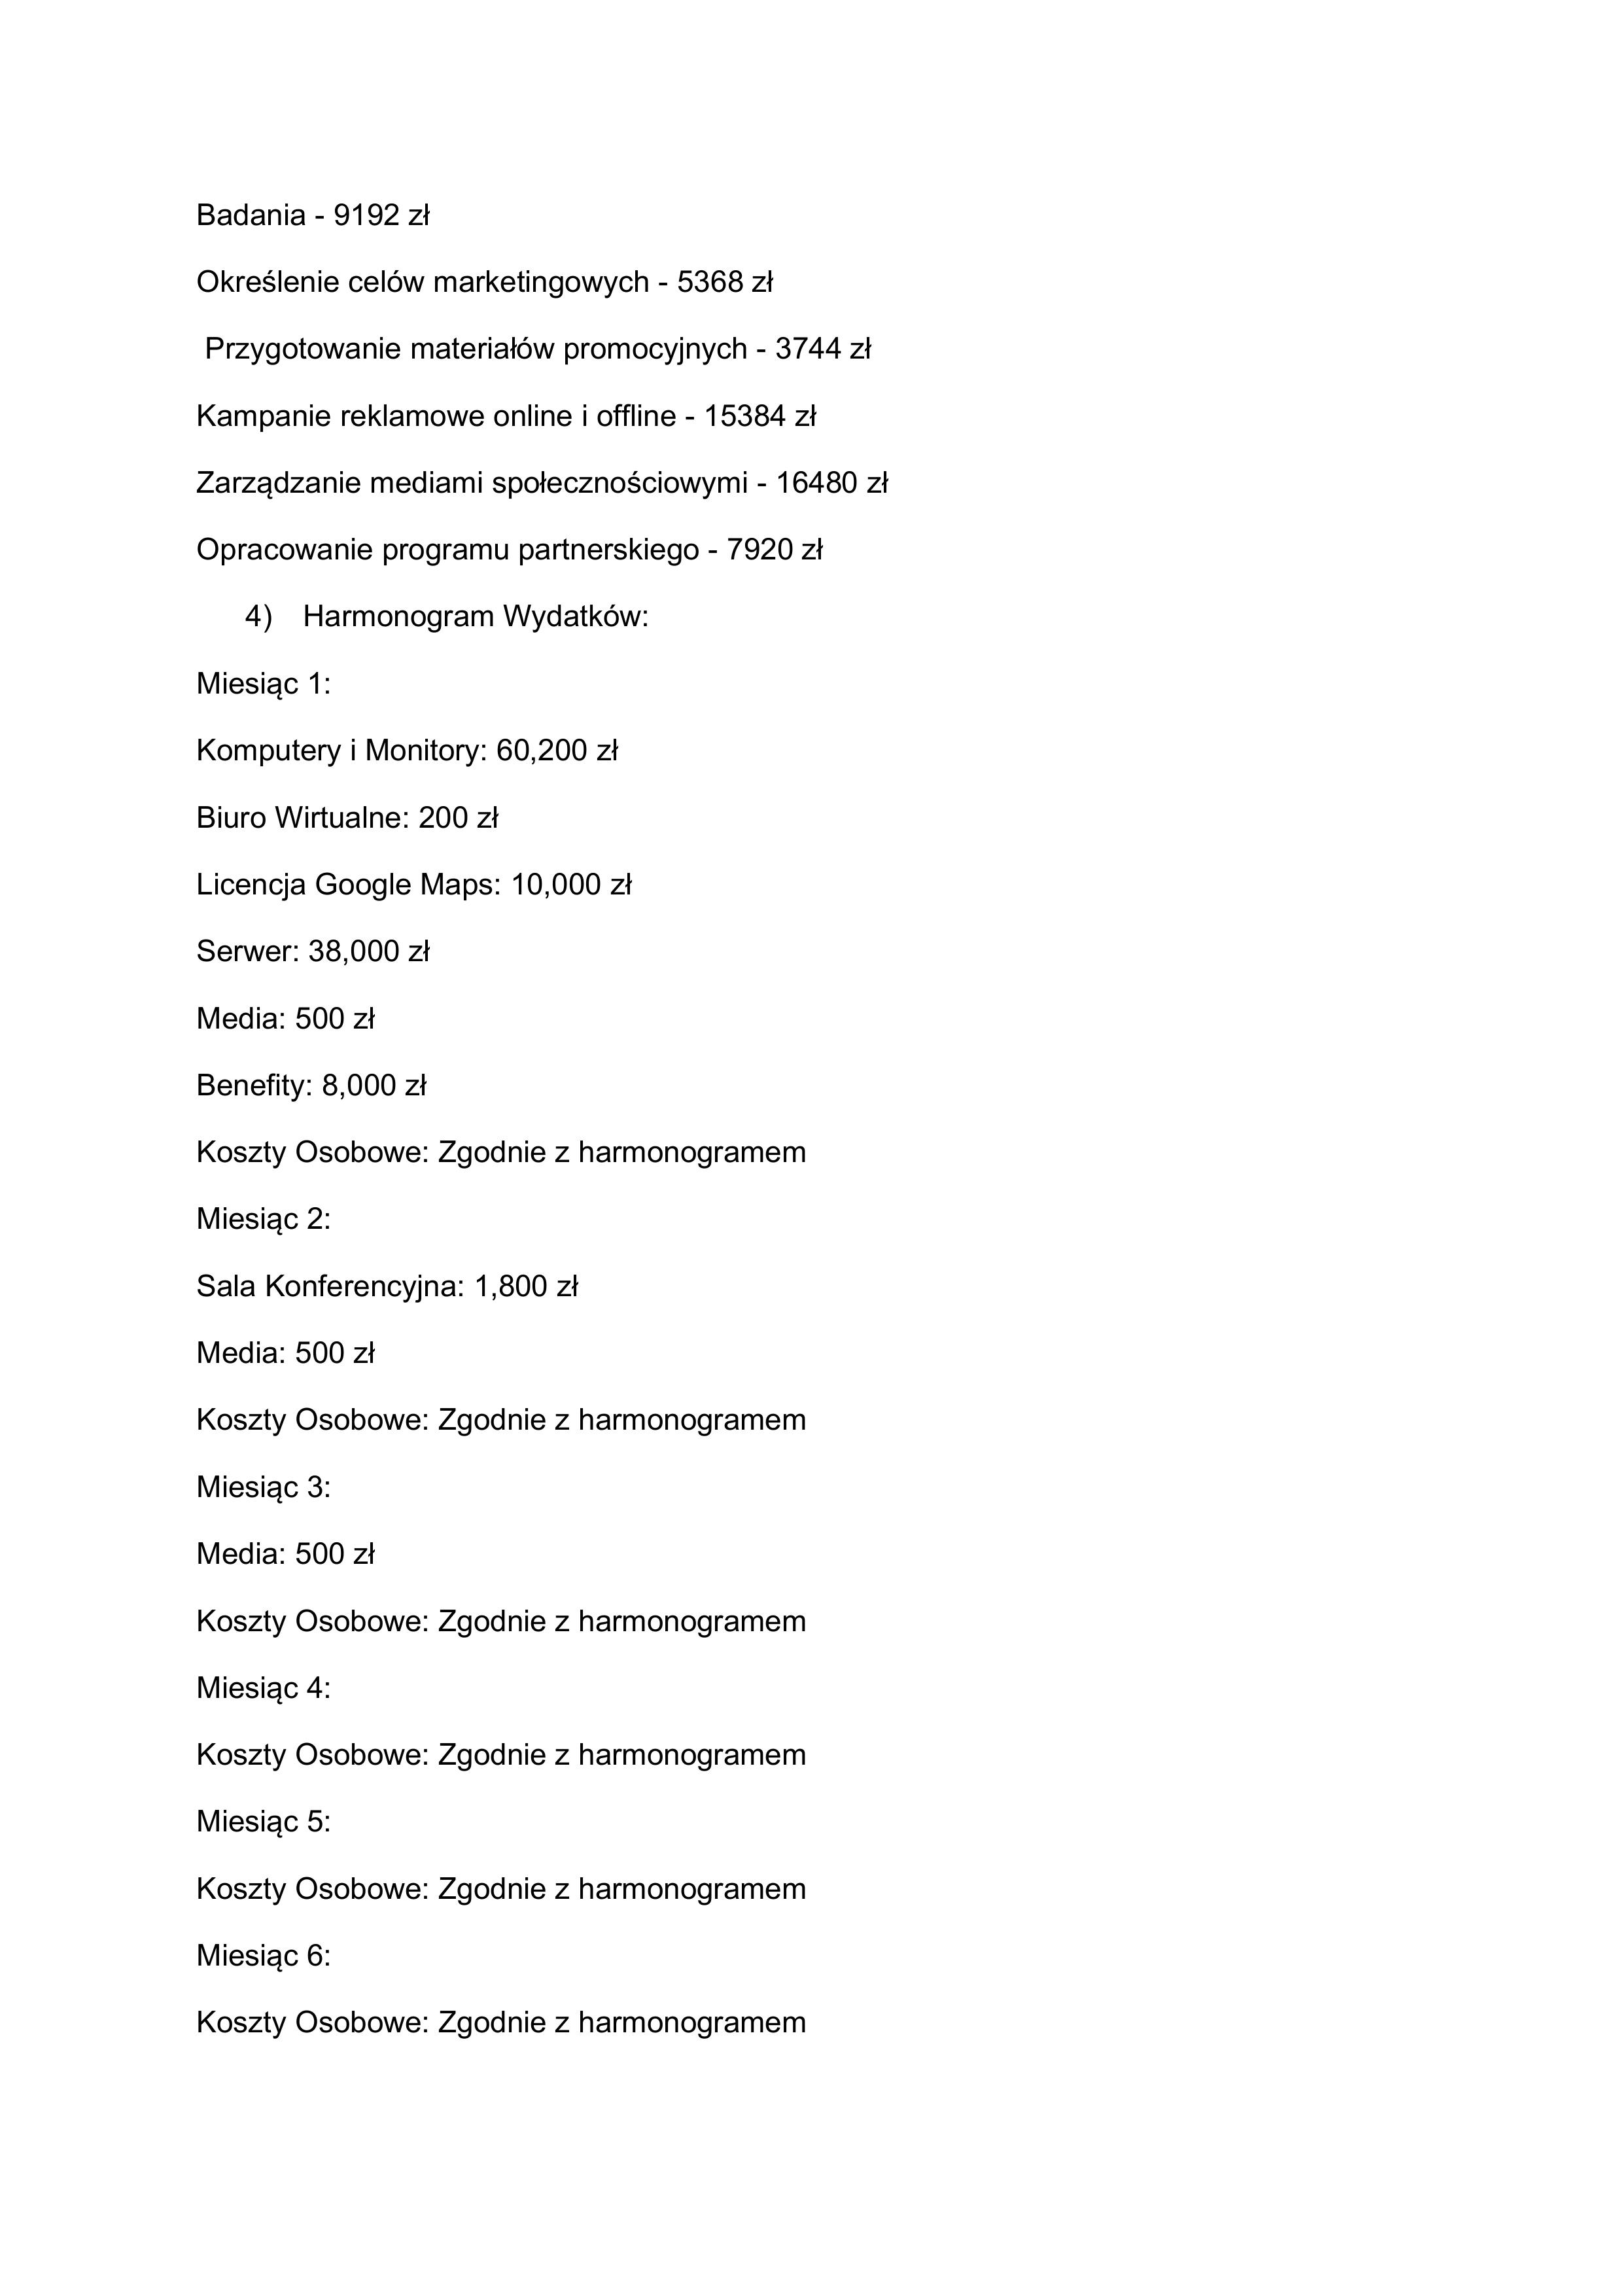 Badania - 9192 zł
Określenie celów marketingowych - 5368 zł
Przygotowanie materiałów promocyjnych - 3744 zł
Kampanie reklamowe online i offline - 15384 zł
Zarządzanie mediami społecznościowymi - 16480 zł
Opracowanie programu partnerskiego - 7920 zł
4) Harmonogram Wydatków:
Miesiąc 1:
Komputery i Monitory: 60,200 zł
Biuro Wirtualne: 200 zł
Licencja Google Maps: 10,000 zł
Serwer: 38,000 zł
Media: 500 zł
Benefity: 8,000 zł
Koszty Osobowe: Zgodnie z harmonogramem
Miesiąc 2:
Sala Konferencyjna: 1,800 zł
Media: 500 zł
Koszty Osobowe: Zgodnie z harmonogramem
Miesiąc 3:
Media: 500 zł
Koszty Osobowe: Zgodnie z harmonogramem
Miesiąc 4:
Koszty Osobowe: Zgodnie z harmonogramem
Miesiąc 5:
Koszty Osobowe: Zgodnie z harmonogramem
Miesiąc 6:
Koszty Osobowe: Zgodnie z harmonogramem